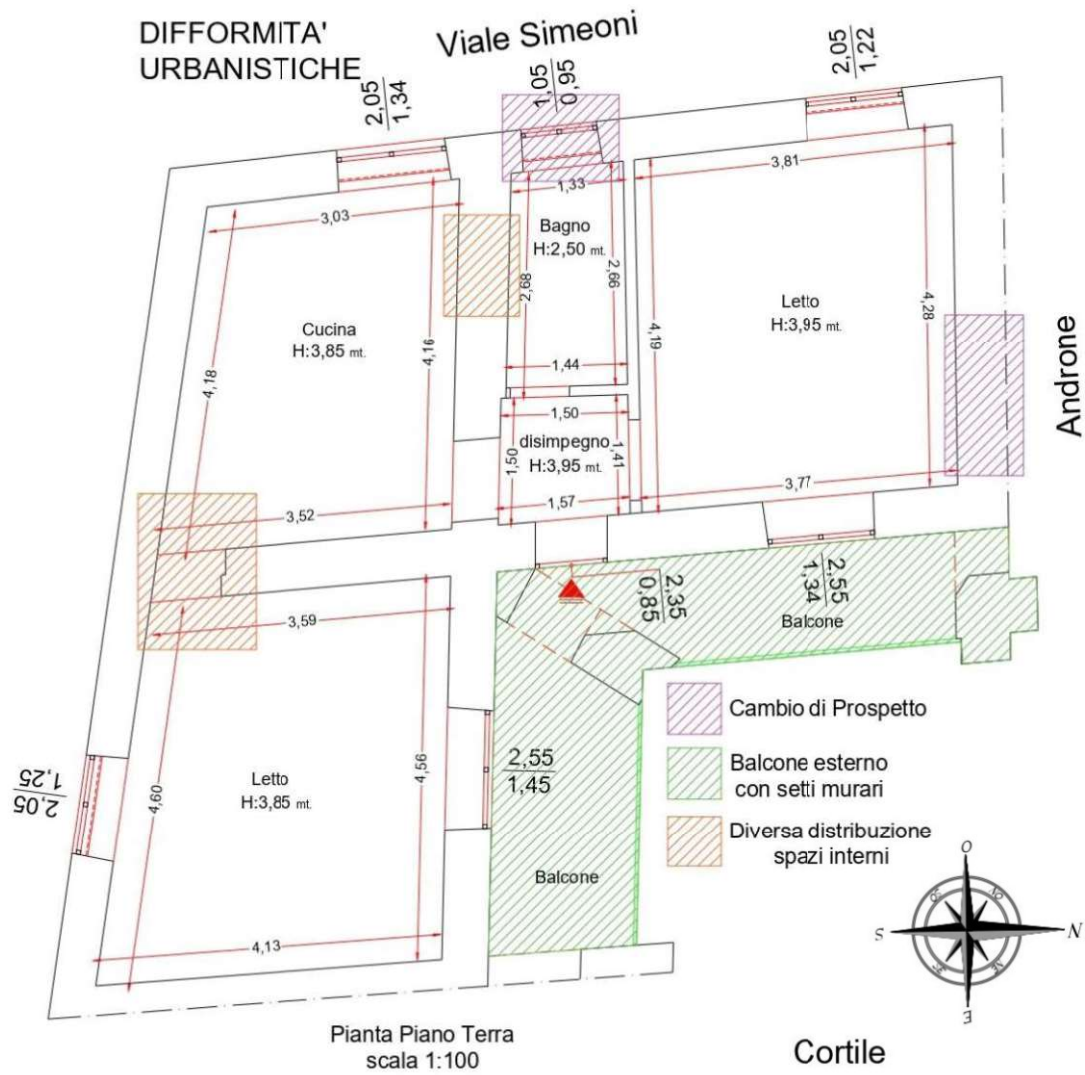 DIFFORMITA'
URBANISTICHE
Viale Simeoni
2,05
1,34
1,05
0,95
2,05
1,22
3,03
1,33
3,81
Bagno
H:2,50 mt.
2,68
2,66
Cucina
H:3,85 mt.
4,18
4,16
Letto
H:3,95 mt.
4,19
4,28
Androne
1,44
1,50
disimpegno
H:3,95 mt.
1,50
1,41
1,57
3,77
3,52
3,59
2,35
0,85
2,55
1,34
Balcone
Cambio di Prospetto
Balcone esterno
con setti murari
Diversa distribuzione
spazi interni
2,05
1,25
Letto
H:3,85 mt.
4,60
4,56
2,55
1,45
Balcone
4,13
O
SO
NO
S
N
SE
NE
E
Pianta Piano Terra
scala 1:100
Cortile